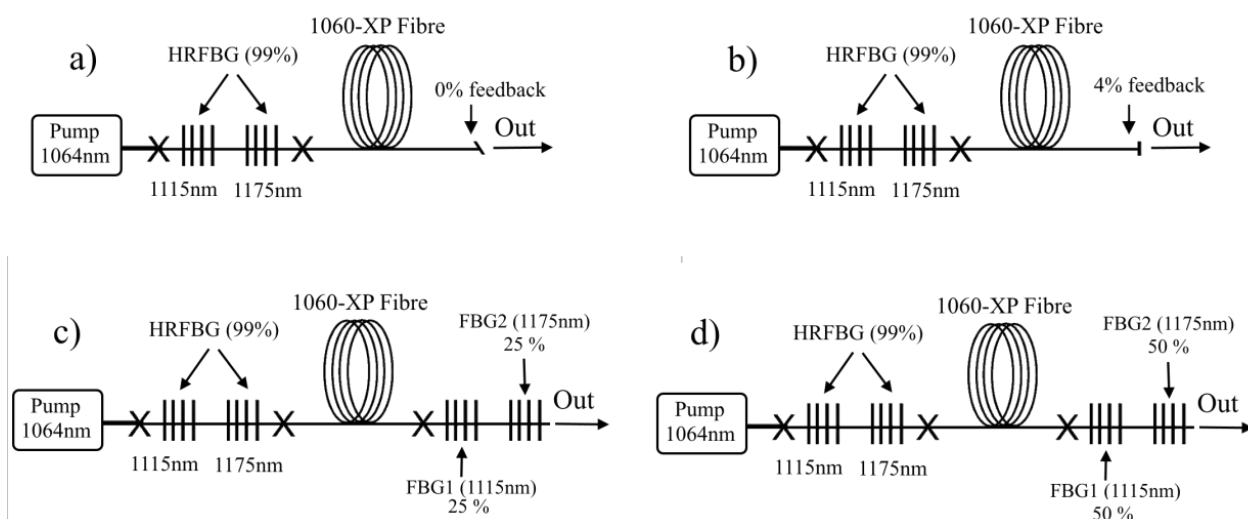 a)
1060-XP Fibre
HRFBG (99%)
0% feedback
Pump
1064nm
Out
1115nm
1175nm
b)
1060-XP Fibre
HRFBG (99%)
4% feedback
Pump
1064nm
Out
1115nm
1175nm
c)
1060-XP Fibre
HRFBG (99%)
FBG2 (1175nm)
25 %
Pump
1064nm
Out
1115nm
1175nm
FBG1 (1115nm)
25 %
d)
1060-XP Fibre
HRFBG (99%)
FBG2 (1175nm)
50 %
Pump
1064nm
Out
1115nm
1175nm
FBG1 (1115nm)
50 %